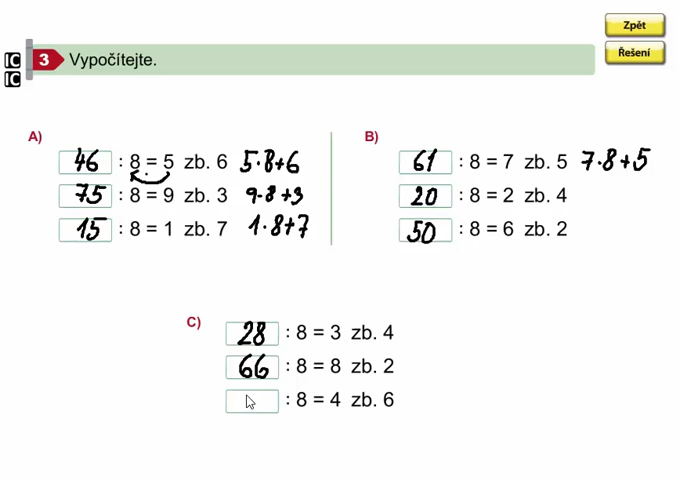 Zpět
Řešení
IC
IC
3 Vypočítejte.
A)
46 : 8 = 5 zb. 6 5·8+6
75 : 8 = 9 zb. 3 9·8+3
15 : 8 = 1 zb. 7 1·8+7
B)
61 : 8 = 7 zb. 5 7·8+5
20 : 8 = 2 zb. 4
50 : 8 = 6 zb. 2
C)
28 : 8 = 3 zb. 4
66 : 8 = 8 zb. 2
: 8 = 4 zb. 6